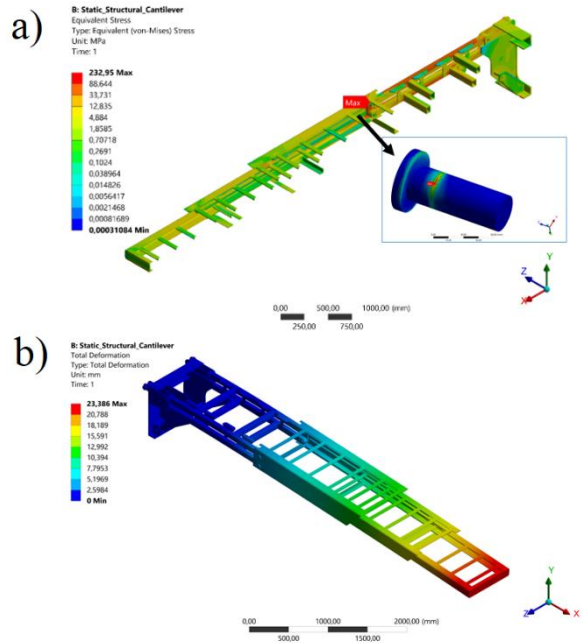 a)
B: Static_Structural_Cantilever
Equivalent Stress
Type: Equivalent (von-Mises) Stress
Unit: MPa
Time: 1
232,95 Max
88,644
33,731
12,835
4,884
1,8585
0,70718
0,2691
0,1024
0,038964
0,014826
0,0056417
0,0021468
0,00081689
0,00031084 Min
Max
Z
Y
X
0,00 500,00 1000,00 (mm)
250,00 750,00
b)
B: Static_Structural_Cantilever
Total Deformation
Type: Total Deformation
Unit: mm
Time: 1
23,386 Max
20,788
18,189
15,591
12,992
10,394
7,7953
5,1969
2,5984
0 Min
Y
Z
X
0,00 1000,00 2000,00 (mm)
500,00 1500,00